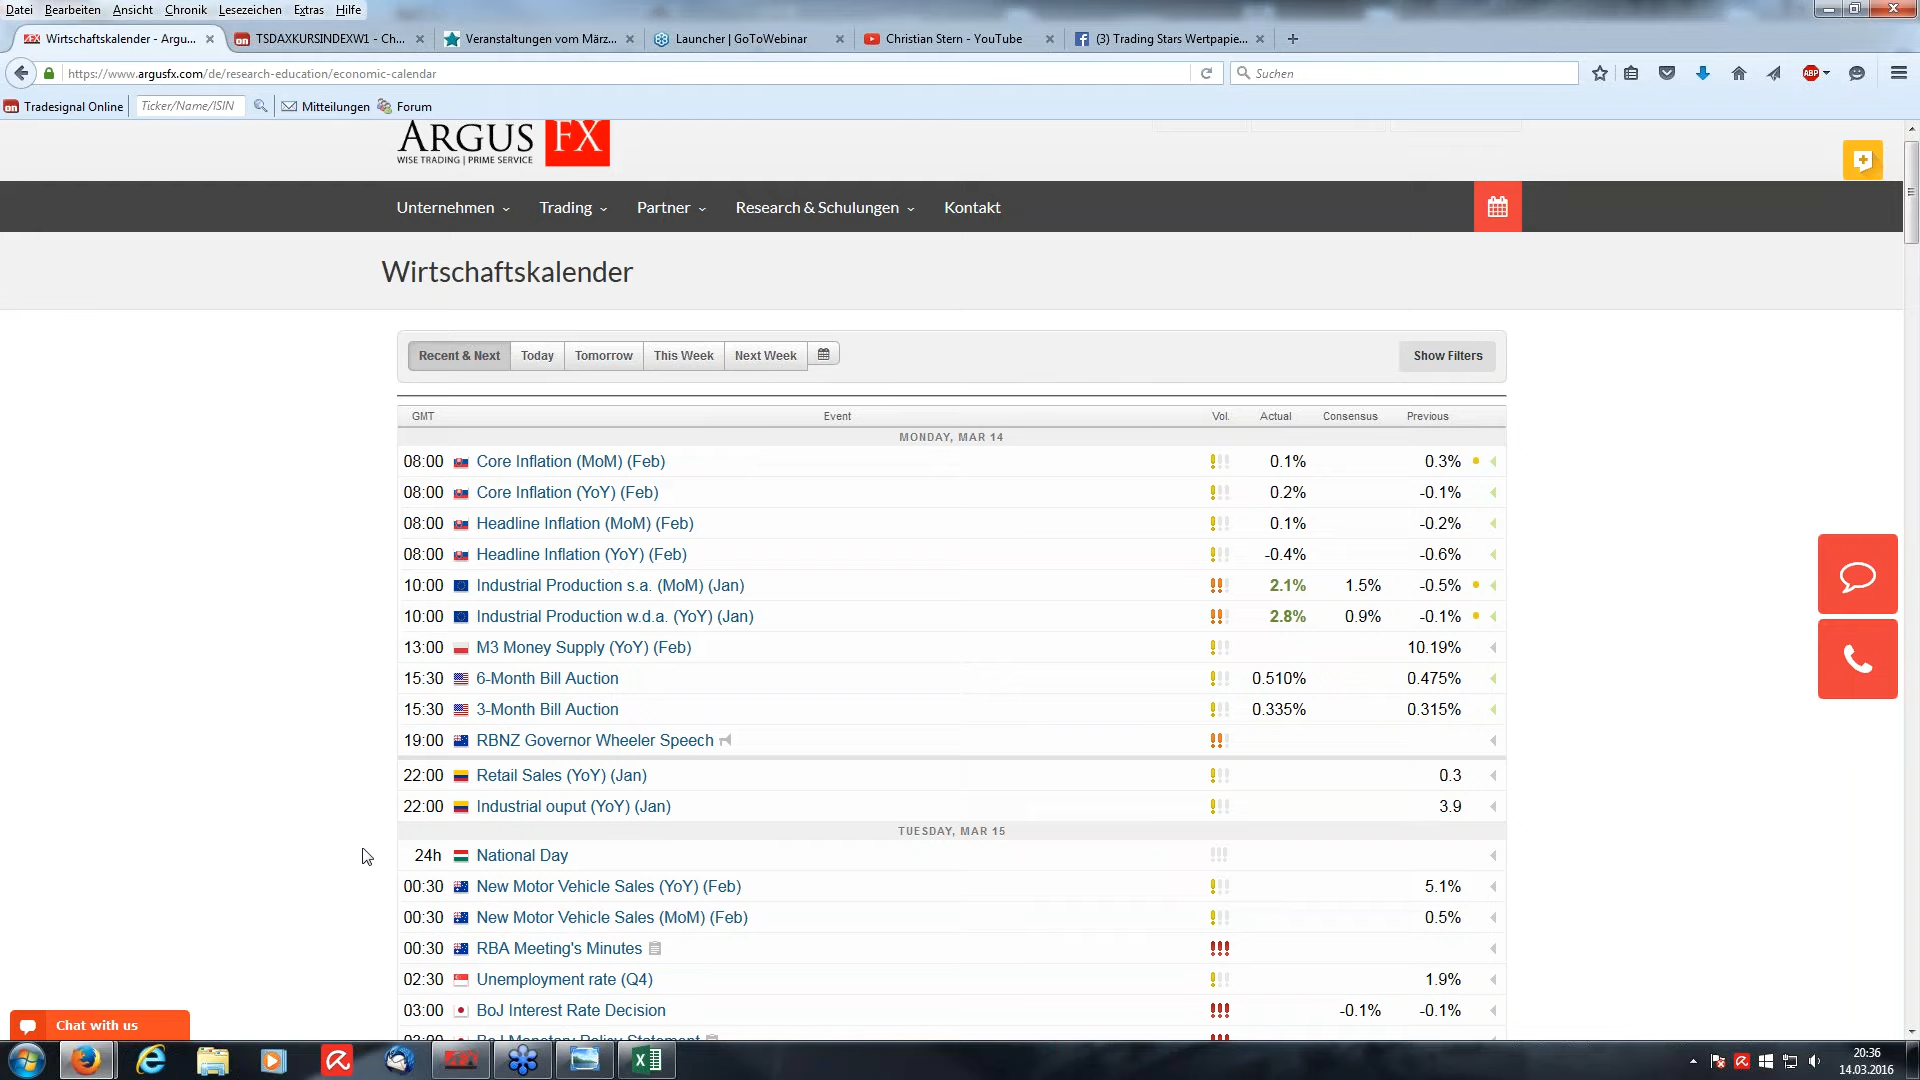 Datei Bearbeiten Ansicht Chronik Lesezeichen Extras Hilfe
Wirtschaftskalender - Argu... TSDAXKURSINDEXW1 - Ch... Veranstaltungen vom März... Launcher | GoToWebinar Christian Stern - YouTube (3) Trading Stars Wertpapie...
https://www.argusfx.com/de/research-education/economic-calendar Suchen ABP
on Tradesignal Online Ticker/Name/ISIN Mitteilungen Forum
ARGUS FX
WISE TRADING | PRIME SERVICE
Unternehmen Trading Partner Research & Schulungen Kontakt
Wirtschaftskalender
Recent & Next Today Tomorrow This Week Next Week Show Filters
GMT Event Vol. Actual Consensus Previous
MONDAY, MAR 14
08:00 Core Inflation (MoM) (Feb) 0.1% 0.3%
08:00 Core Inflation (YoY) (Feb) 0.2% -0.1%
08:00 Headline Inflation (MoM) (Feb) 0.1% -0.2%
08:00 Headline Inflation (YoY) (Feb) -0.4% -0.6%
10:00 Industrial Production s.a. (MoM) (Jan) 2.1% 1.5% -0.5%
10:00 Industrial Production w.d.a. (YoY) (Jan) 2.8% 0.9% -0.1%
13:00 M3 Money Supply (YoY) (Feb) 10.19%
15:30 6-Month Bill Auction 0.510% 0.475%
15:30 3-Month Bill Auction 0.335% 0.315%
19:00 RBNZ Governor Wheeler Speech
22:00 Retail Sales (YoY) (Jan) 0.3
22:00 Industrial ouput (YoY) (Jan) 3.9
TUESDAY, MAR 15
24h National Day
00:30 New Motor Vehicle Sales (YoY) (Feb) 5.1%
00:30 New Motor Vehicle Sales (MoM) (Feb) 0.5%
00:30 RBA Meeting's Minutes
02:30 Unemployment rate (Q4) 1.9%
03:00 BoJ Interest Rate Decision -0.1% -0.1%
03:00 BoJ Monetary Policy Statement
Chat with us
20:36
14.03.2016